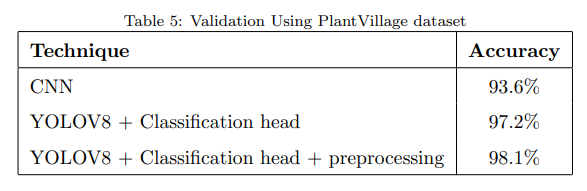 Table 5: Validation Using PlantVillage dataset
Technique Accuracy
CNN 93.6%
YOLOV8 + Classification head 97.2%
YOLOV8 + Classification head + preprocessing 98.1%